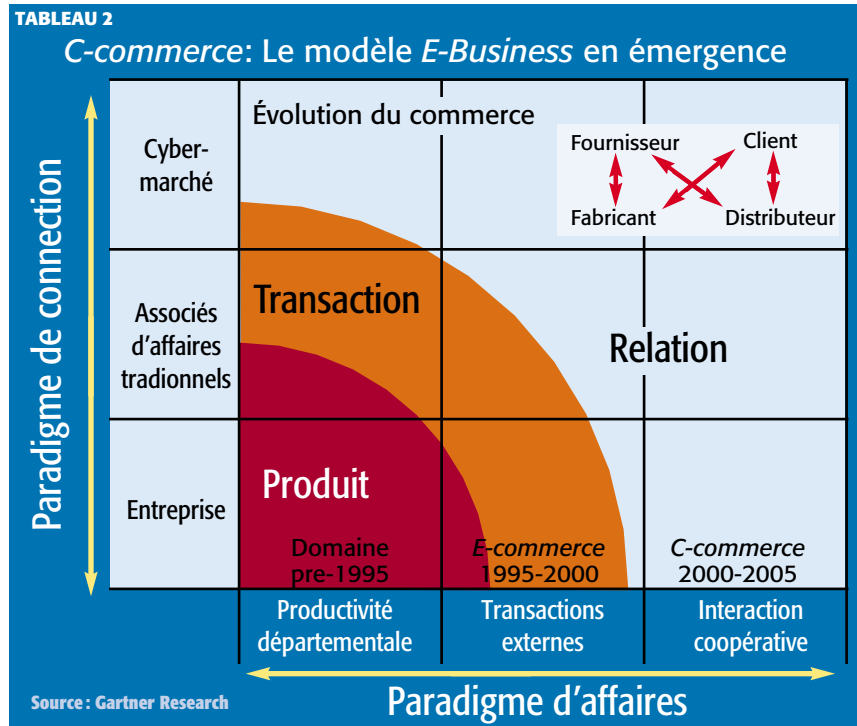 TABLEAU 2
C-commerce: Le modèle E-Business en émergence
Paradigme de connection
Cyber-
marché
Évolution du commerce
Fournisseur
Client
Fabricant
Distributeur
Associés
d'affaires
tradionnels
Transaction
Relation
Entreprise
Produit
Domaine
pre-1995
E-commerce
1995-2000
C-commerce
2000-2005
Productivité
départementale
Transactions
externes
Interaction
coopérative
Source : Gartner Research
Paradigme d'affaires